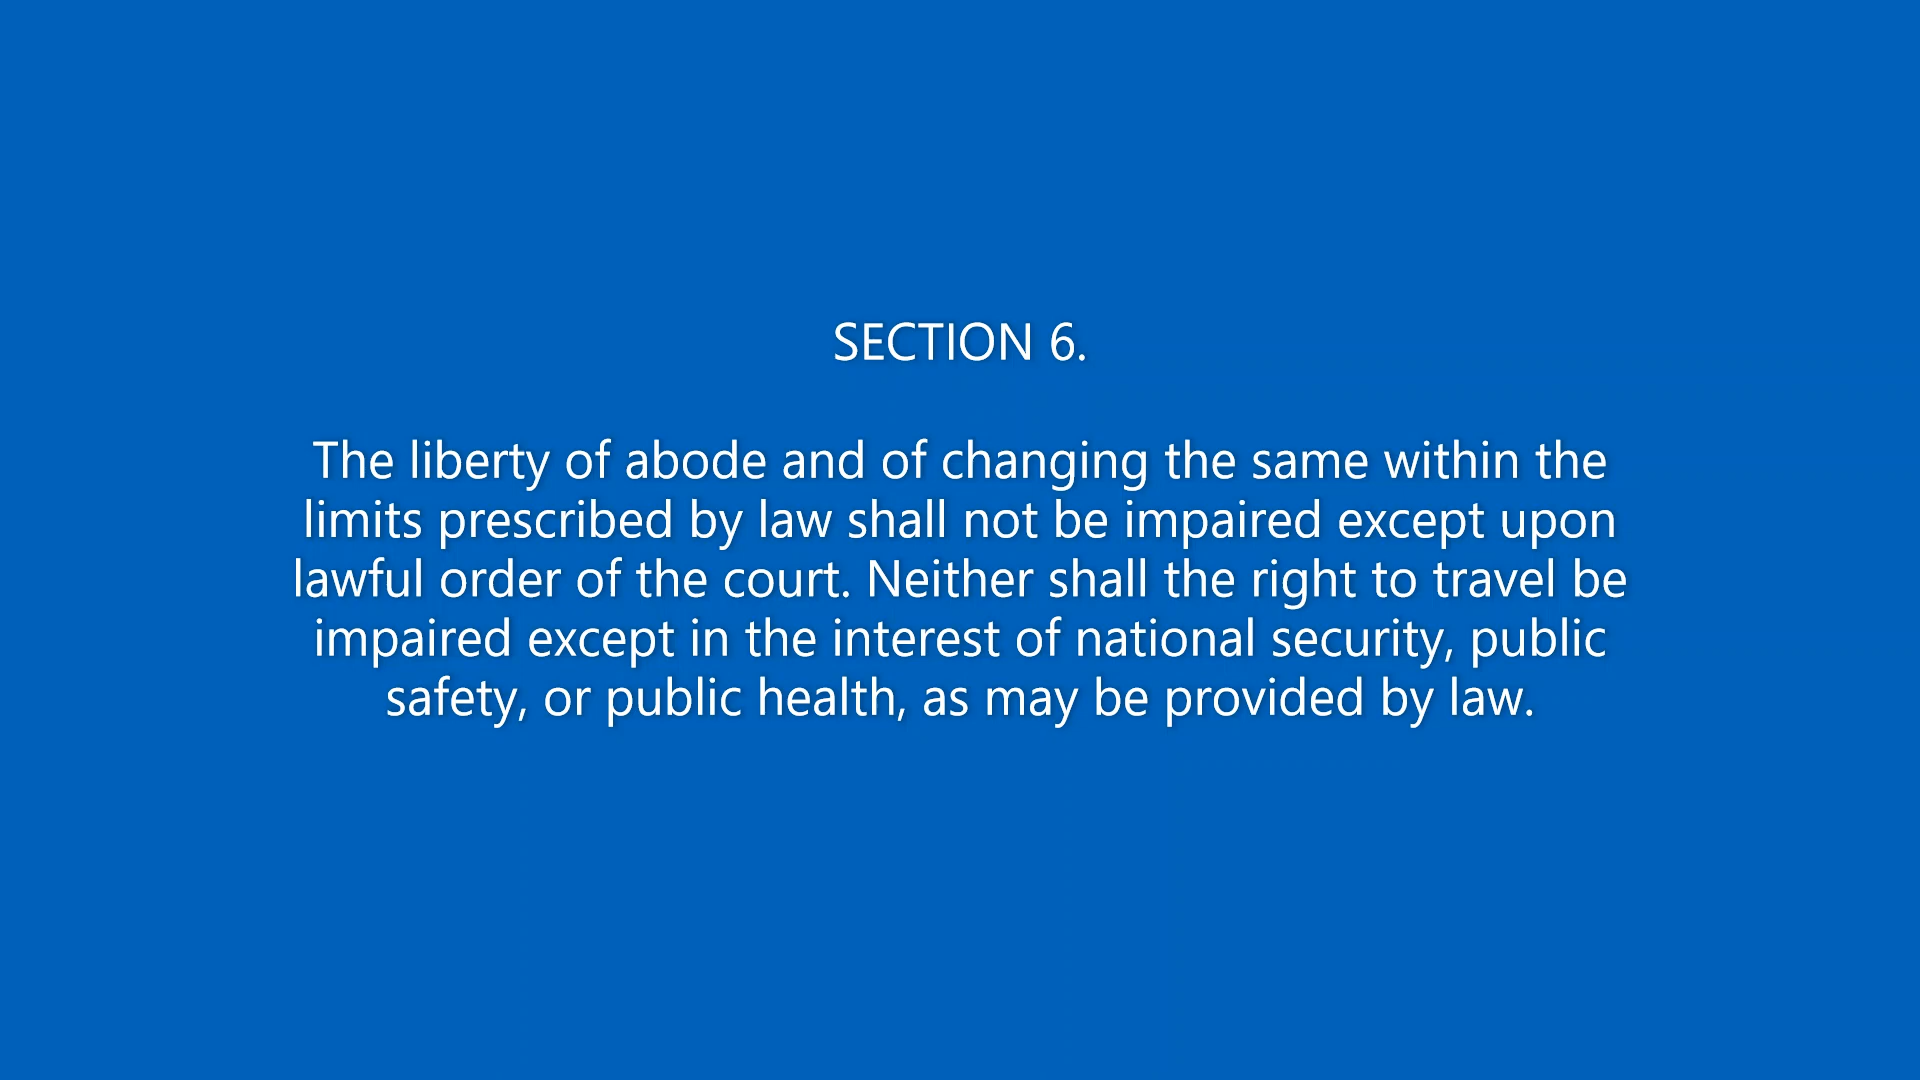 SECTION 6.
The liberty of abode and of changing the same within the
limits prescribed by law shall not be impaired except upon
lawful order of the court. Neither shall the right to travel be
impaired except in the interest of national security, public
safety, or public health, as may be provided by law.